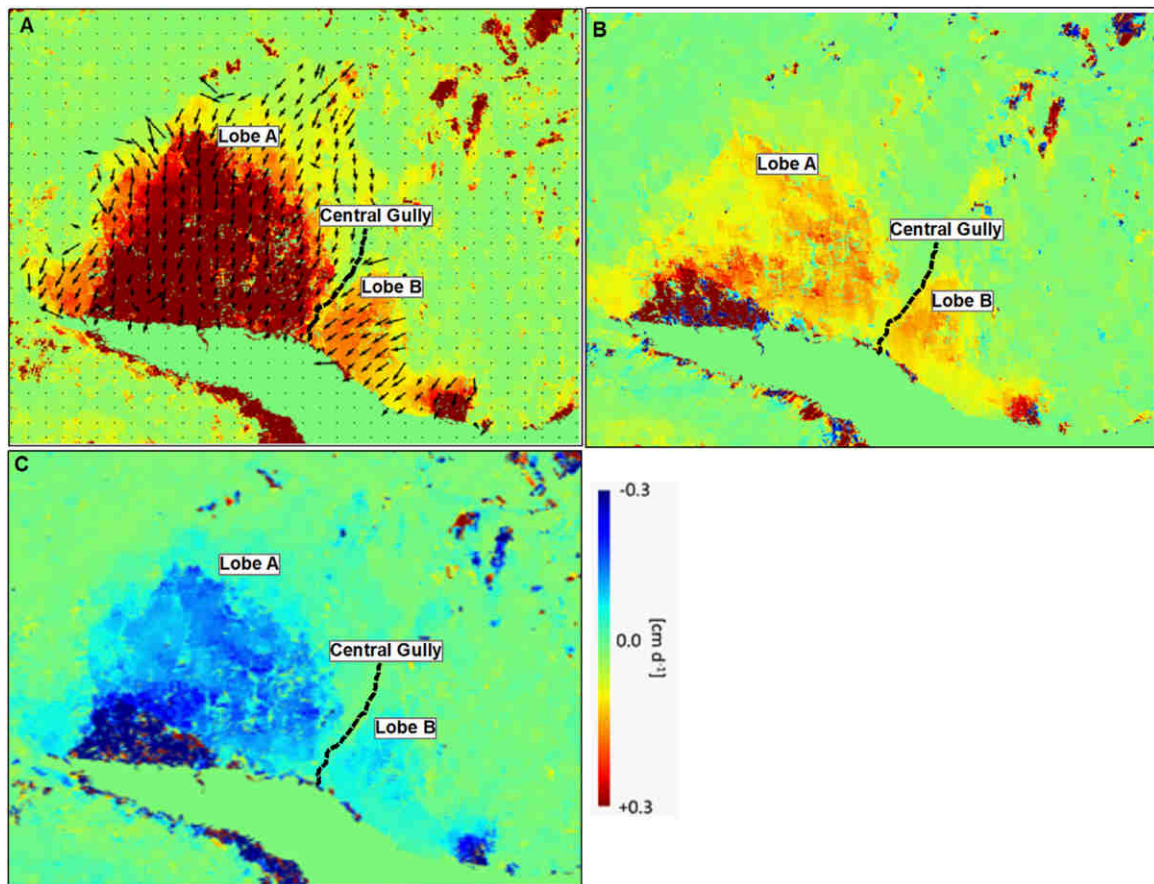 A
Lobe A
Central Gully
Lobe B
B
Lobe A
Central Gully
Lobe B
C
Lobe A
Central Gully
Lobe B
-0.3
0.0
[cm d⁻¹]
+0.3